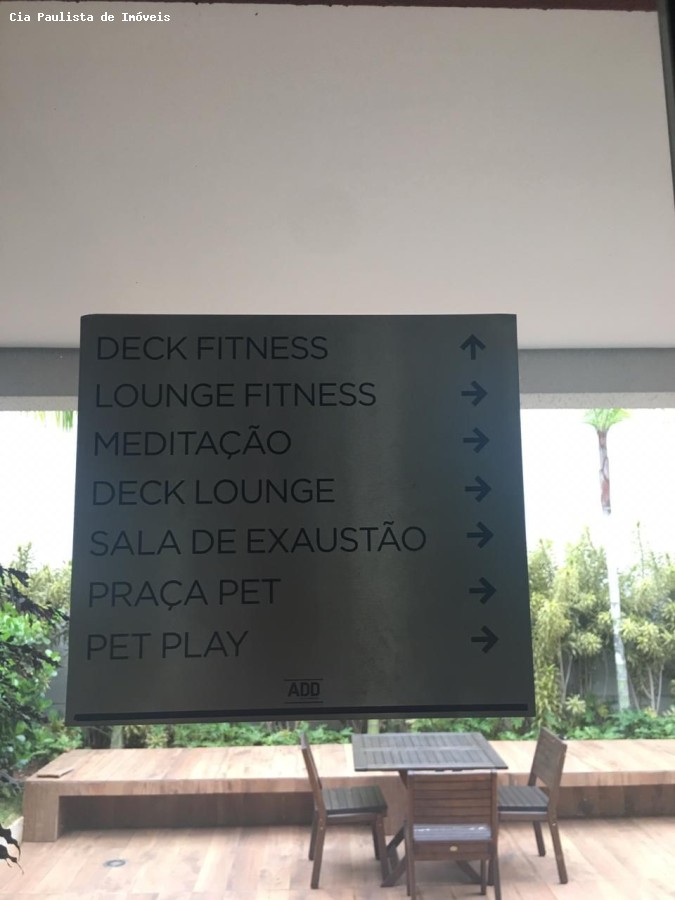 Cia Paulista de Imóveis
DECK FITNESS ↑
LOUNGE FITNESS →
MEDITAÇÃO →
DECK LOUNGE →
SALA DE EXAUSTÃO →
PRAÇA PET →
PET PLAY →
ADD